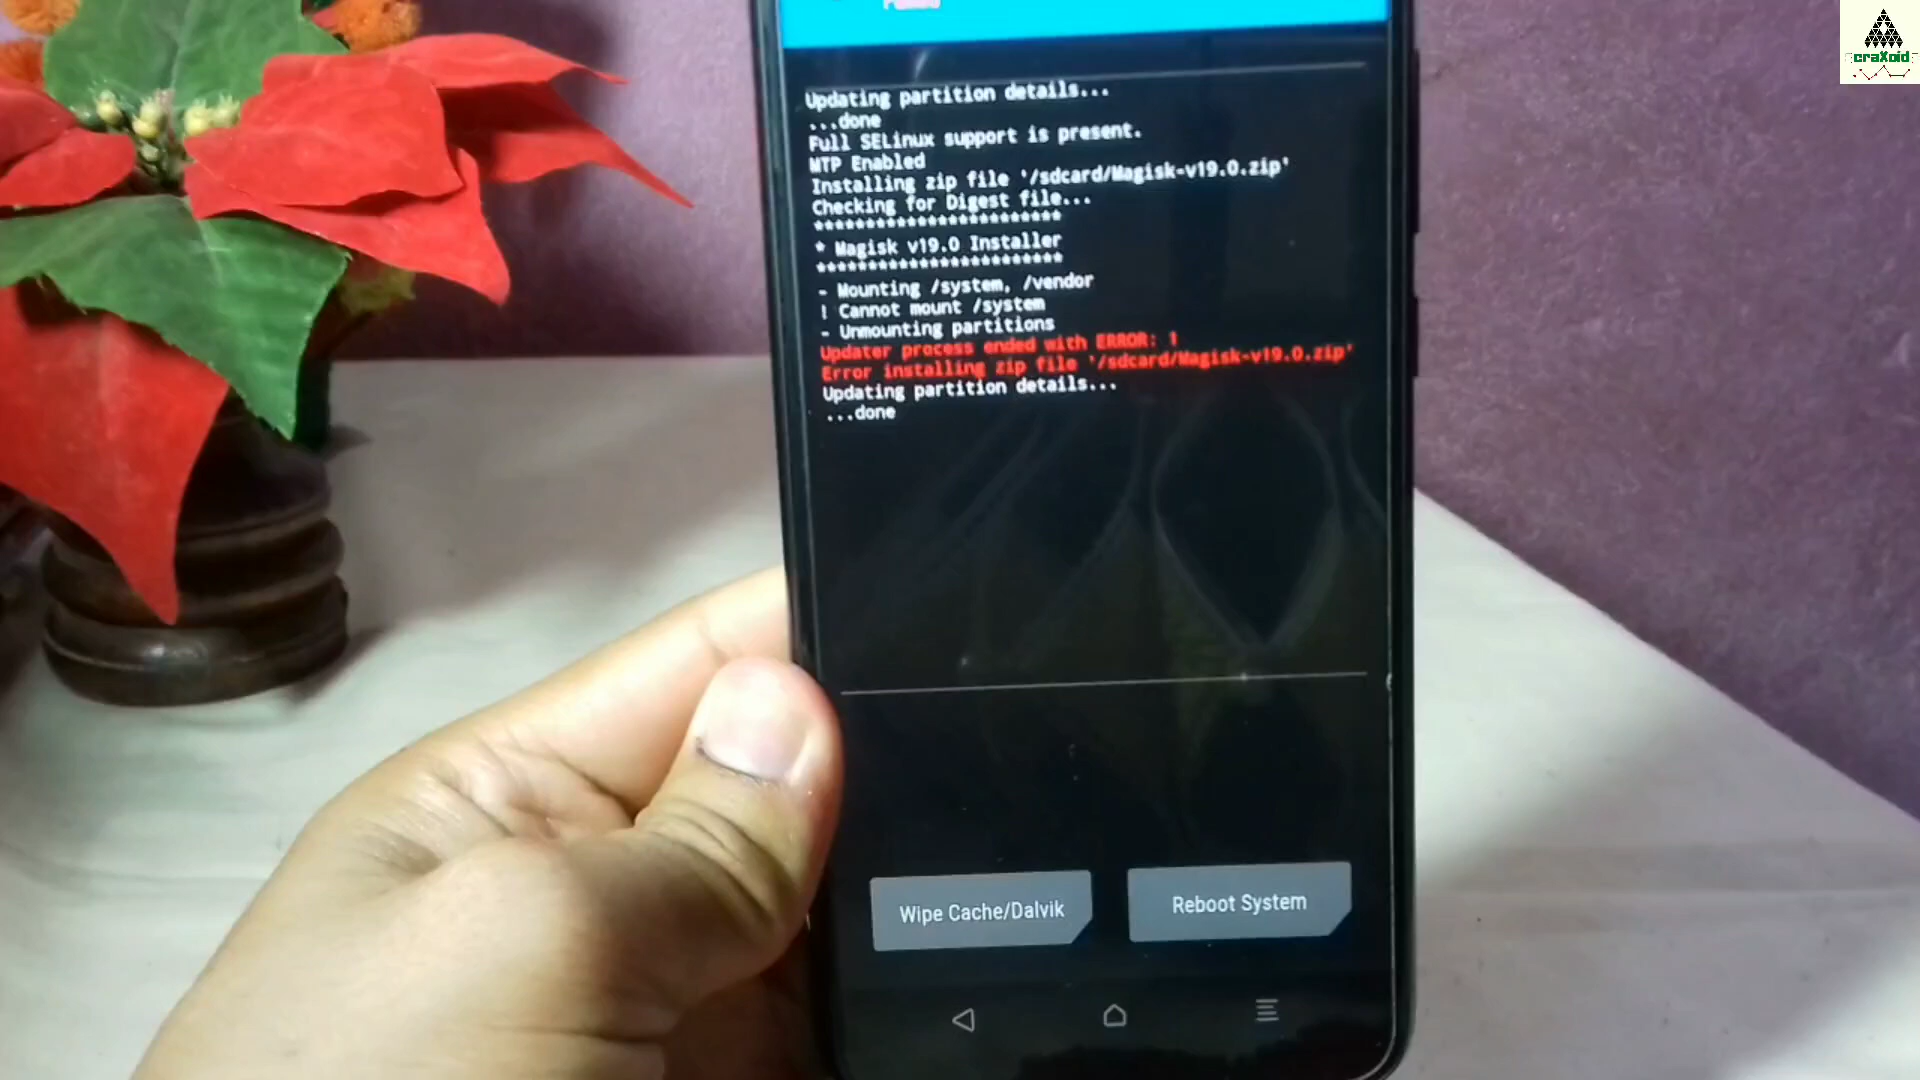 craXoid
Updating partition details...
...done
Full SELinux support is present.
MTP Enabled
Installing zip file '/sdcard/Magisk-v19.0.zip'
Checking for Digest file...
************************
* Magisk v19.0 Installer
************************
- Mounting /system, /vendor
! Cannot mount /system
- Unmounting partitions
Updater process ended with ERROR: 1
Error installing zip file '/sdcard/Magisk-v19.0.zip'
Updating partition details...
...done
Wipe Cache/Dalvik
Reboot System